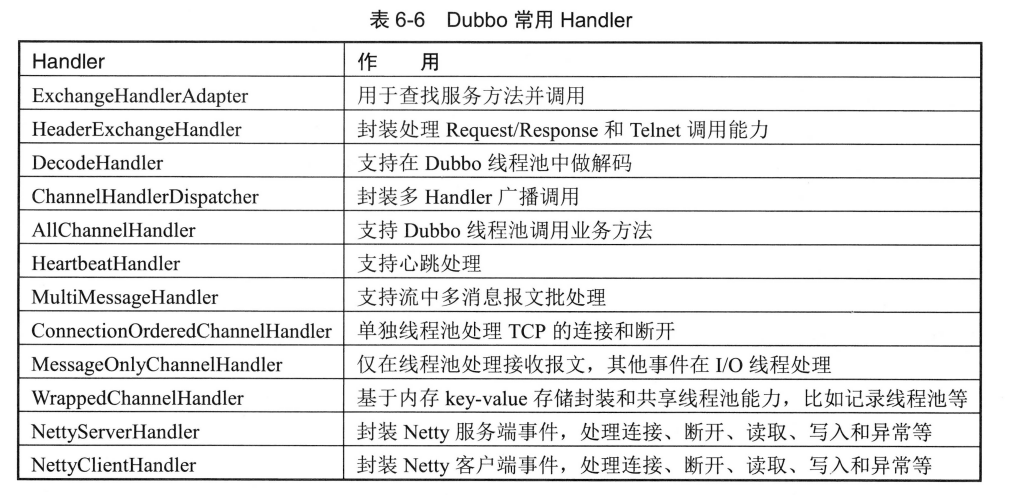 表 6-6 Dubbo 常用 Handler
Handler 作 用
ExchangeHandlerAdapter 用于查找服务方法并调用
HeaderExchangeHandler 封装处理 Request/Response 和 Telnet 调用能力
DecodeHandler 支持在 Dubbo 线程池中做解码
ChannelHandlerDispatcher 封装多 Handler 广播调用
AllChannelHandler 支持 Dubbo 线程池调用业务方法
HeartbeatHandler 支持心跳处理
MultiMessageHandler 支持流中多消息报文批处理
ConnectionOrderedChannelHandler 单独线程池处理 TCP 的连接和断开
MessageOnlyChannelHandler 仅在线程池处理接收报文，其他事件在 I/O 线程处理
WrappedChannelHandler 基于内存 key-value 存储封装和共享线程池能力，比如记录线程池等
NettyServerHandler 封装 Netty 服务端事件，处理连接、断开、读取、写入和异常等
NettyClientHandler 封装 Netty 客户端事件，处理连接、断开、读取、写入和异常等